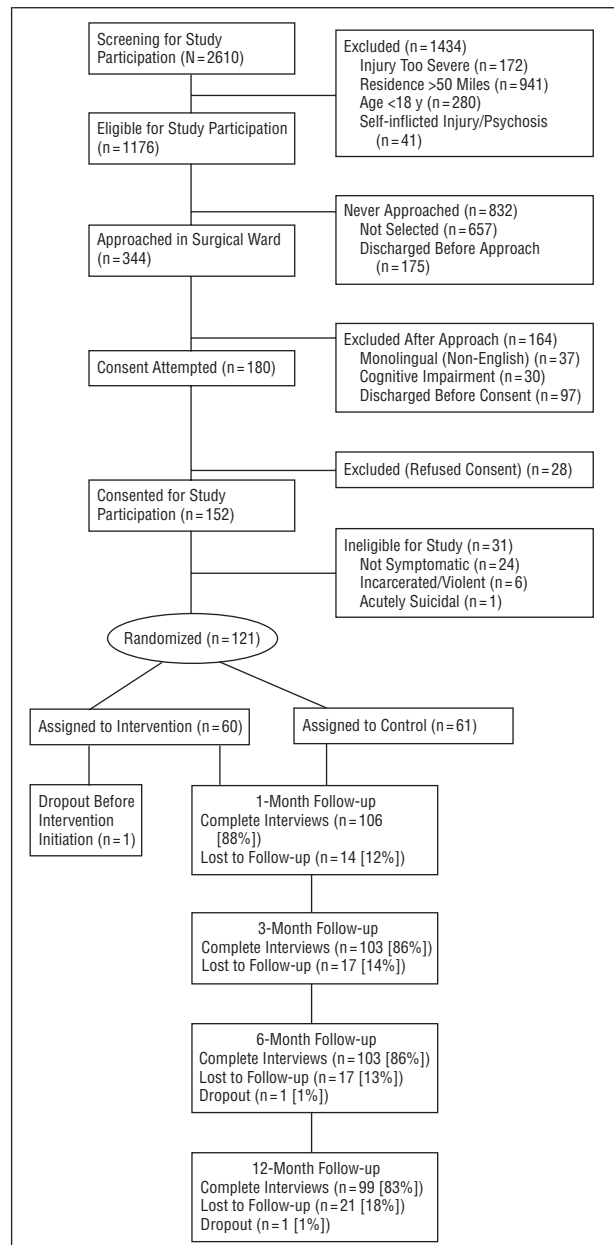 Screening for Study
Participation (N=2610)
Excluded (n=1434)
Injury Too Severe (n=172)
Residence >50 Miles (n=941)
Age <18 y (n=280)
Self-inflicted Injury/Psychosis
(n=41)
Eligible for Study Participation
(n=1176)
Never Approached (n=832)
Not Selected (n=657)
Discharged Before Approach
(n=175)
Approached in Surgical Ward
(n=344)
Excluded After Approach (n=164)
Monolingual (Non-English) (n=37)
Cognitive Impairment (n=30)
Discharged Before Consent (n=97)
Consent Attempted (n=180)
Excluded (Refused Consent) (n=28)
Consented for Study
Participation (n=152)
Ineligible for Study (n=31)
Not Symptomatic (n=24)
Incarcerated/Violent (n=6)
Acutely Suicidal (n=1)
Randomized (n=121)
Assigned to Intervention (n=60)
Assigned to Control (n=61)
Dropout Before
Intervention
Initiation (n=1)
1-Month Follow-up
Complete Interviews (n=106
[88%])
Lost to Follow-up (n=14 [12%])
3-Month Follow-up
Complete Interviews (n=103 [86%])
Lost to Follow-up (n=17 [14%])
6-Month Follow-up
Complete Interviews (n=103 [86%])
Lost to Follow-up (n=17 [13%])
Dropout (n=1 [1%])
12-Month Follow-up
Complete Interviews (n=99 [83%])
Lost to Follow-up (n=21 [18%])
Dropout (n=1 [1%])